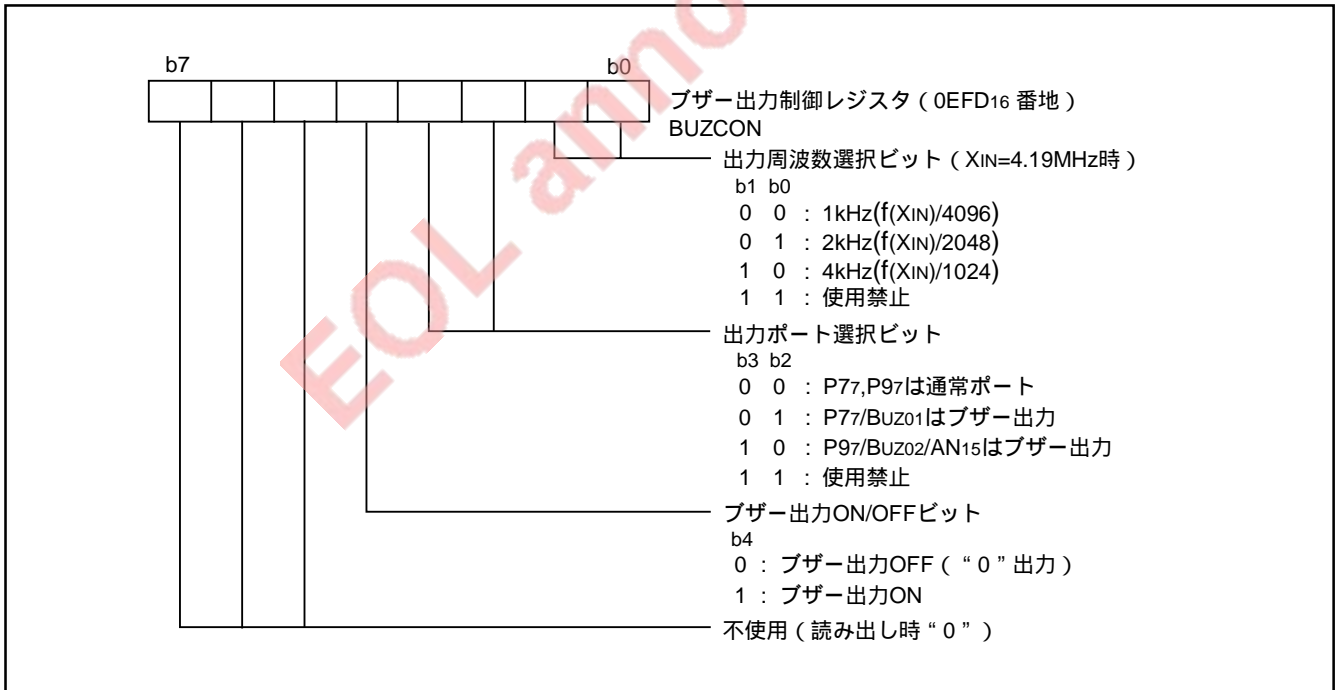 EOL anno
b7 b0
ブザー出力制御レジスタ（0EFD16 番地）
BUZCON
出力周波数選択ビット（XIN=4.19MHz時）
b1 b0
0 0 : 1kHz(f(XIN)/4096)
0 1 : 2kHz(f(XIN)/2048)
1 0 : 4kHz(f(XIN)/1024)
1 1 : 使用禁止
出力ポート選択ビット
b3 b2
0 0 : P77,P97は通常ポート
0 1 : P77/BUZ01はブザー出力
1 0 : P97/BUZ02/AN15はブザー出力
1 1 : 使用禁止
ブザー出力ON/OFFビット
b4
0 : ブザー出力OFF（“0”出力）
1 : ブザー出力ON
不使用（読み出し時“0”）